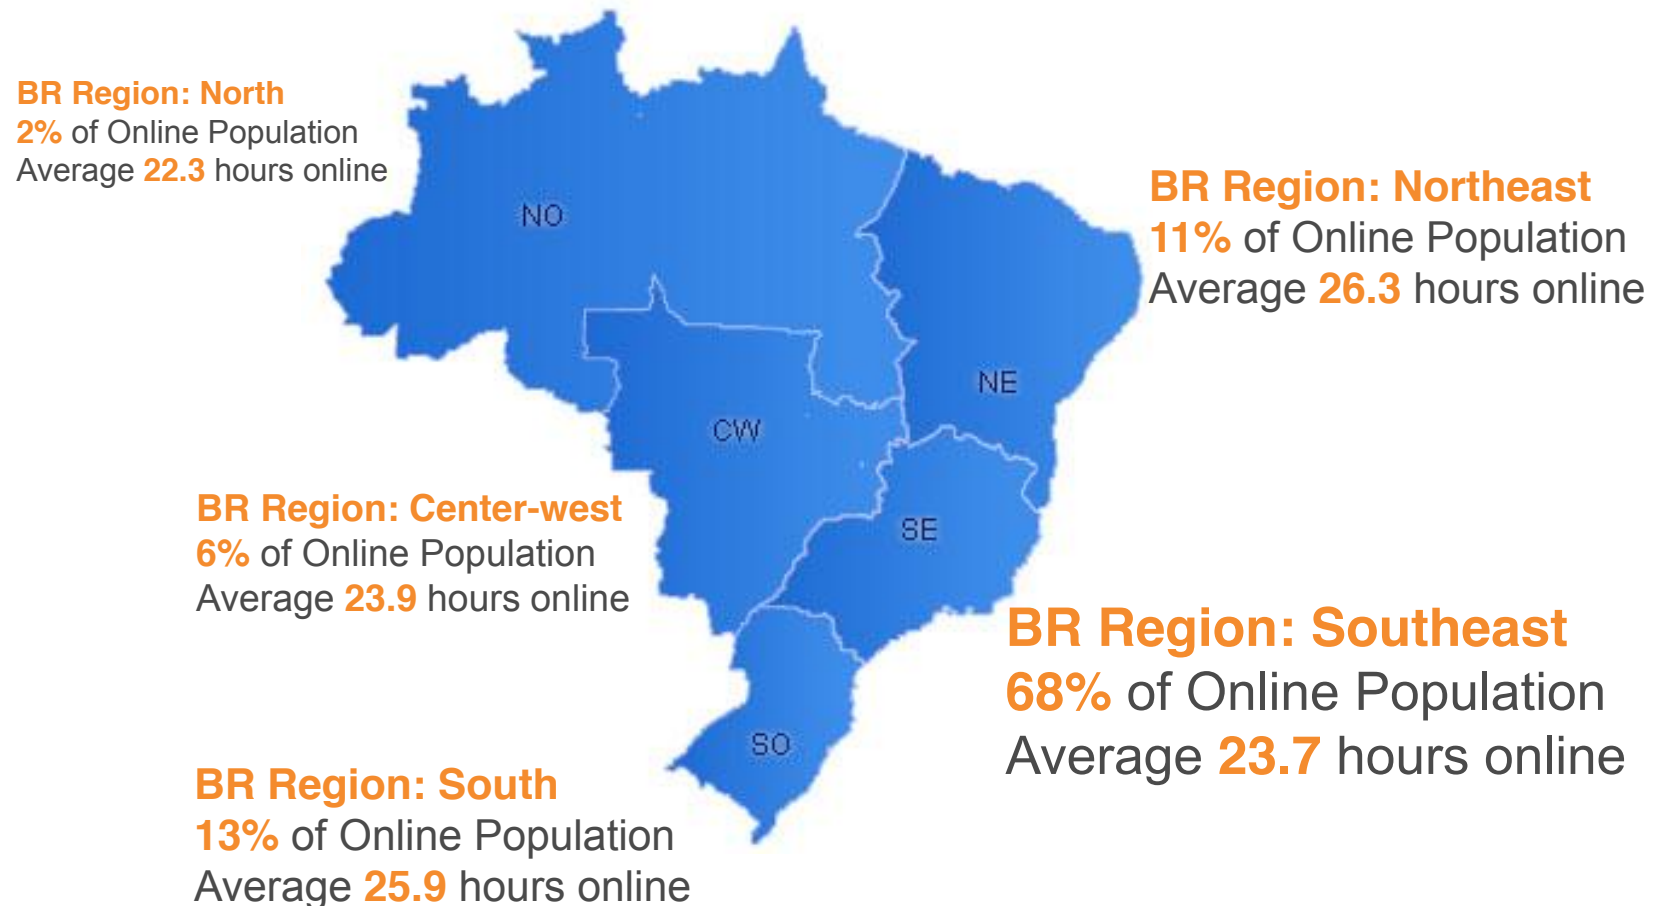 BR Region: North
2% of Online Population
Average 22.3 hours online
BR Region: Northeast
11% of Online Population
Average 26.3 hours online
NO
NE
CW
SE
SO
BR Region: Center-west
6% of Online Population
Average 23.9 hours online
BR Region: Southeast
68% of Online Population
Average 23.7 hours online
BR Region: South
13% of Online Population
Average 25.9 hours online